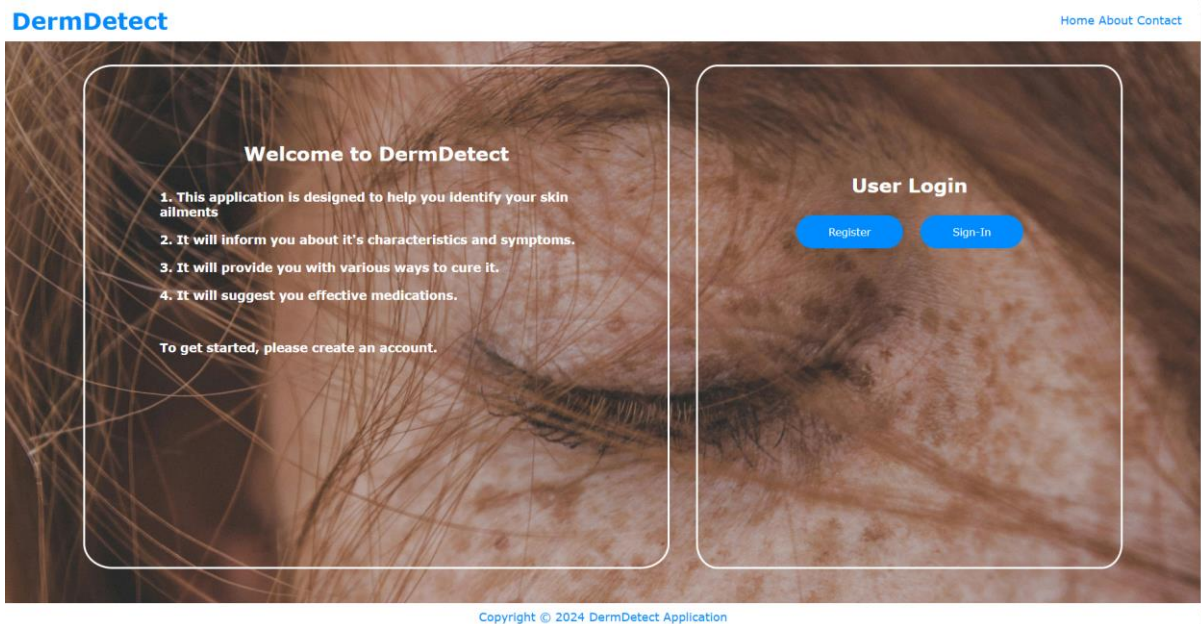 DermDetect
Home About Contact
Welcome to DermDetect
1. This application is designed to help you identify your skin
ailments
2. It will inform you about it's characteristics and symptoms.
3. It will provide you with various ways to cure it.
4. It will suggest you effective medications.
To get started, please create an account.
User Login
Register
Sign-In
Copyright © 2024 DermDetect Application